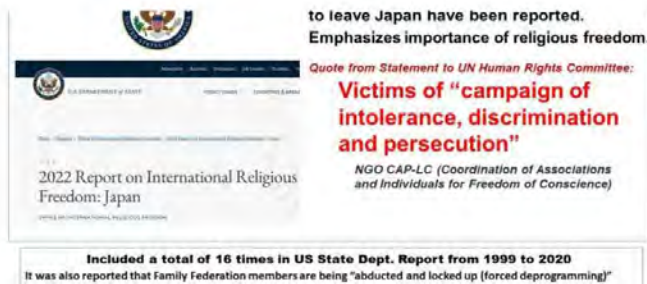 to leave Japan have been reported.
Emphasizes importance of religious freedom
Quote from Statement to UN Human Rights Committee:
Victims of "campaign of
intolerance, discrimination
and persecution"
NGO CAP-LC (Coordination of Associations
and Individuals for Freedom of Conscience)
U.S. DEPARTMENT of STATE
2022 Report on International Religious
Freedom: Japan
OFFICE OF INTERNATIONAL RELIGIOUS FREEDOM
Included a total of 16 times in US State Dept. Report from 1999 to 2020
It was also reported that Family Federation members are being "abducted and locked up (forced deprogramming)"